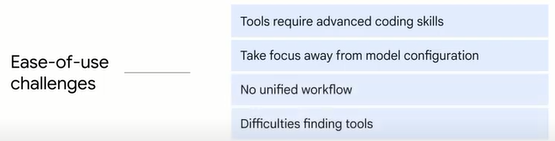 Ease-of-use
challenges
Tools require advanced coding skills
Take focus away from model configuration
No unified workflow
Difficulties finding tools